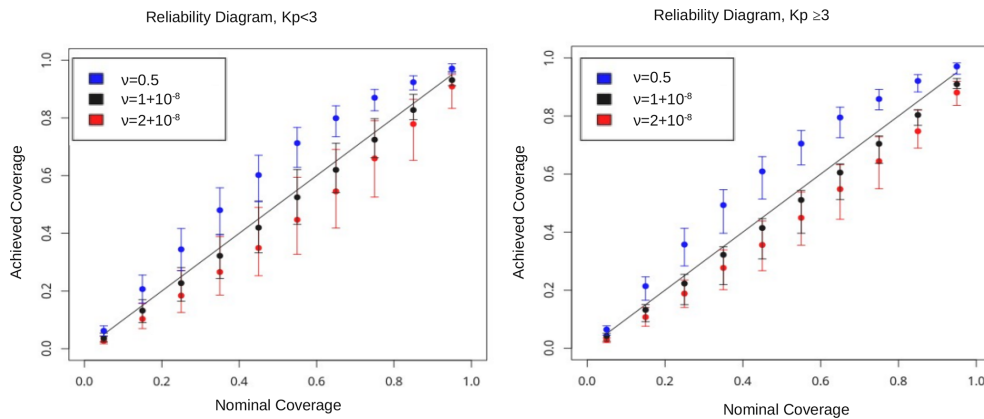 Reliability Diagram, Kp<3
ν=0.5
ν=1+10⁻⁸
ν=2+10⁻⁸
1.0
0.8
0.6
0.4
0.2
0.0
Achieved Coverage
0.0 0.2 0.4 0.6 0.8 1.0
Nominal Coverage
Reliability Diagram, Kp ≥3
ν=0.5
ν=1+10⁻⁸
ν=2+10⁻⁸
1.0
0.8
0.6
0.4
0.2
0.0
Achieved Coverage
0.0 0.2 0.4 0.6 0.8 1.0
Nominal Coverage